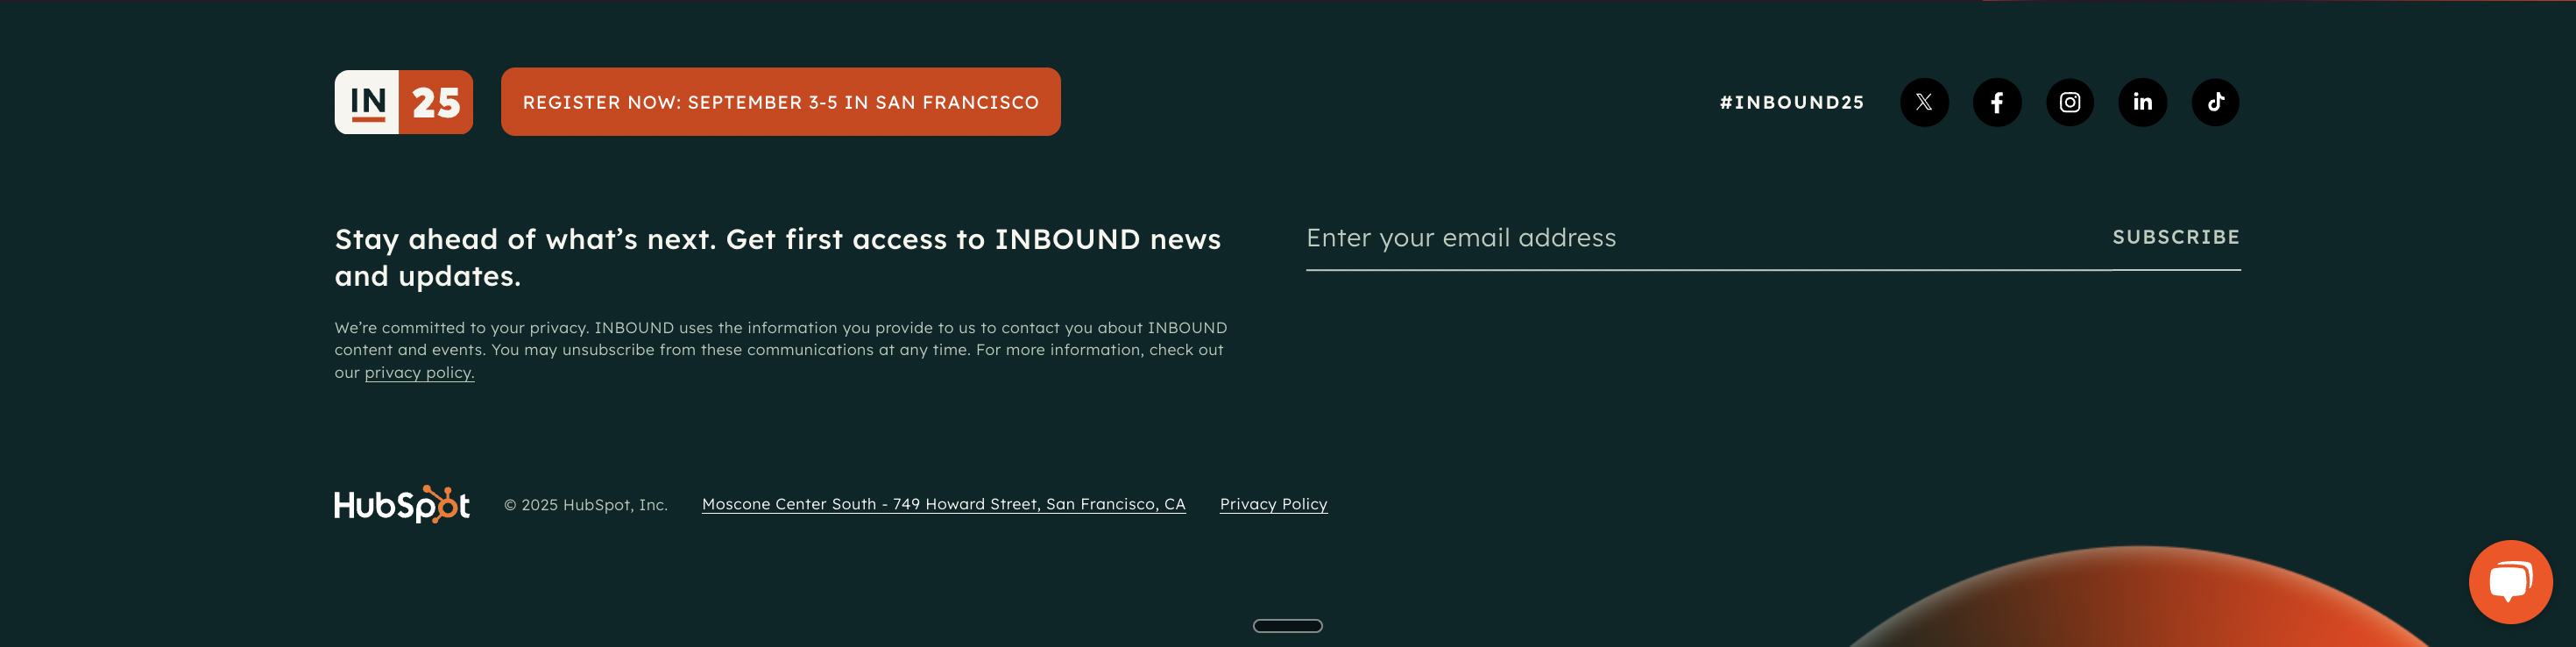 IN 25
REGISTER NOW: SEPTEMBER 3-5 IN SAN FRANCISCO
#INBOUND25
Stay ahead of what’s next. Get first access to INBOUND news
and updates.
We’re committed to your privacy. INBOUND uses the information you provide to us to contact you about INBOUND
content and events. You may unsubscribe from these communications at any time. For more information, check out
our privacy policy.
Enter your email address
SUBSCRIBE
HubSpot
© 2025 HubSpot, Inc.
Moscone Center South - 749 Howard Street, San Francisco, CA
Privacy Policy